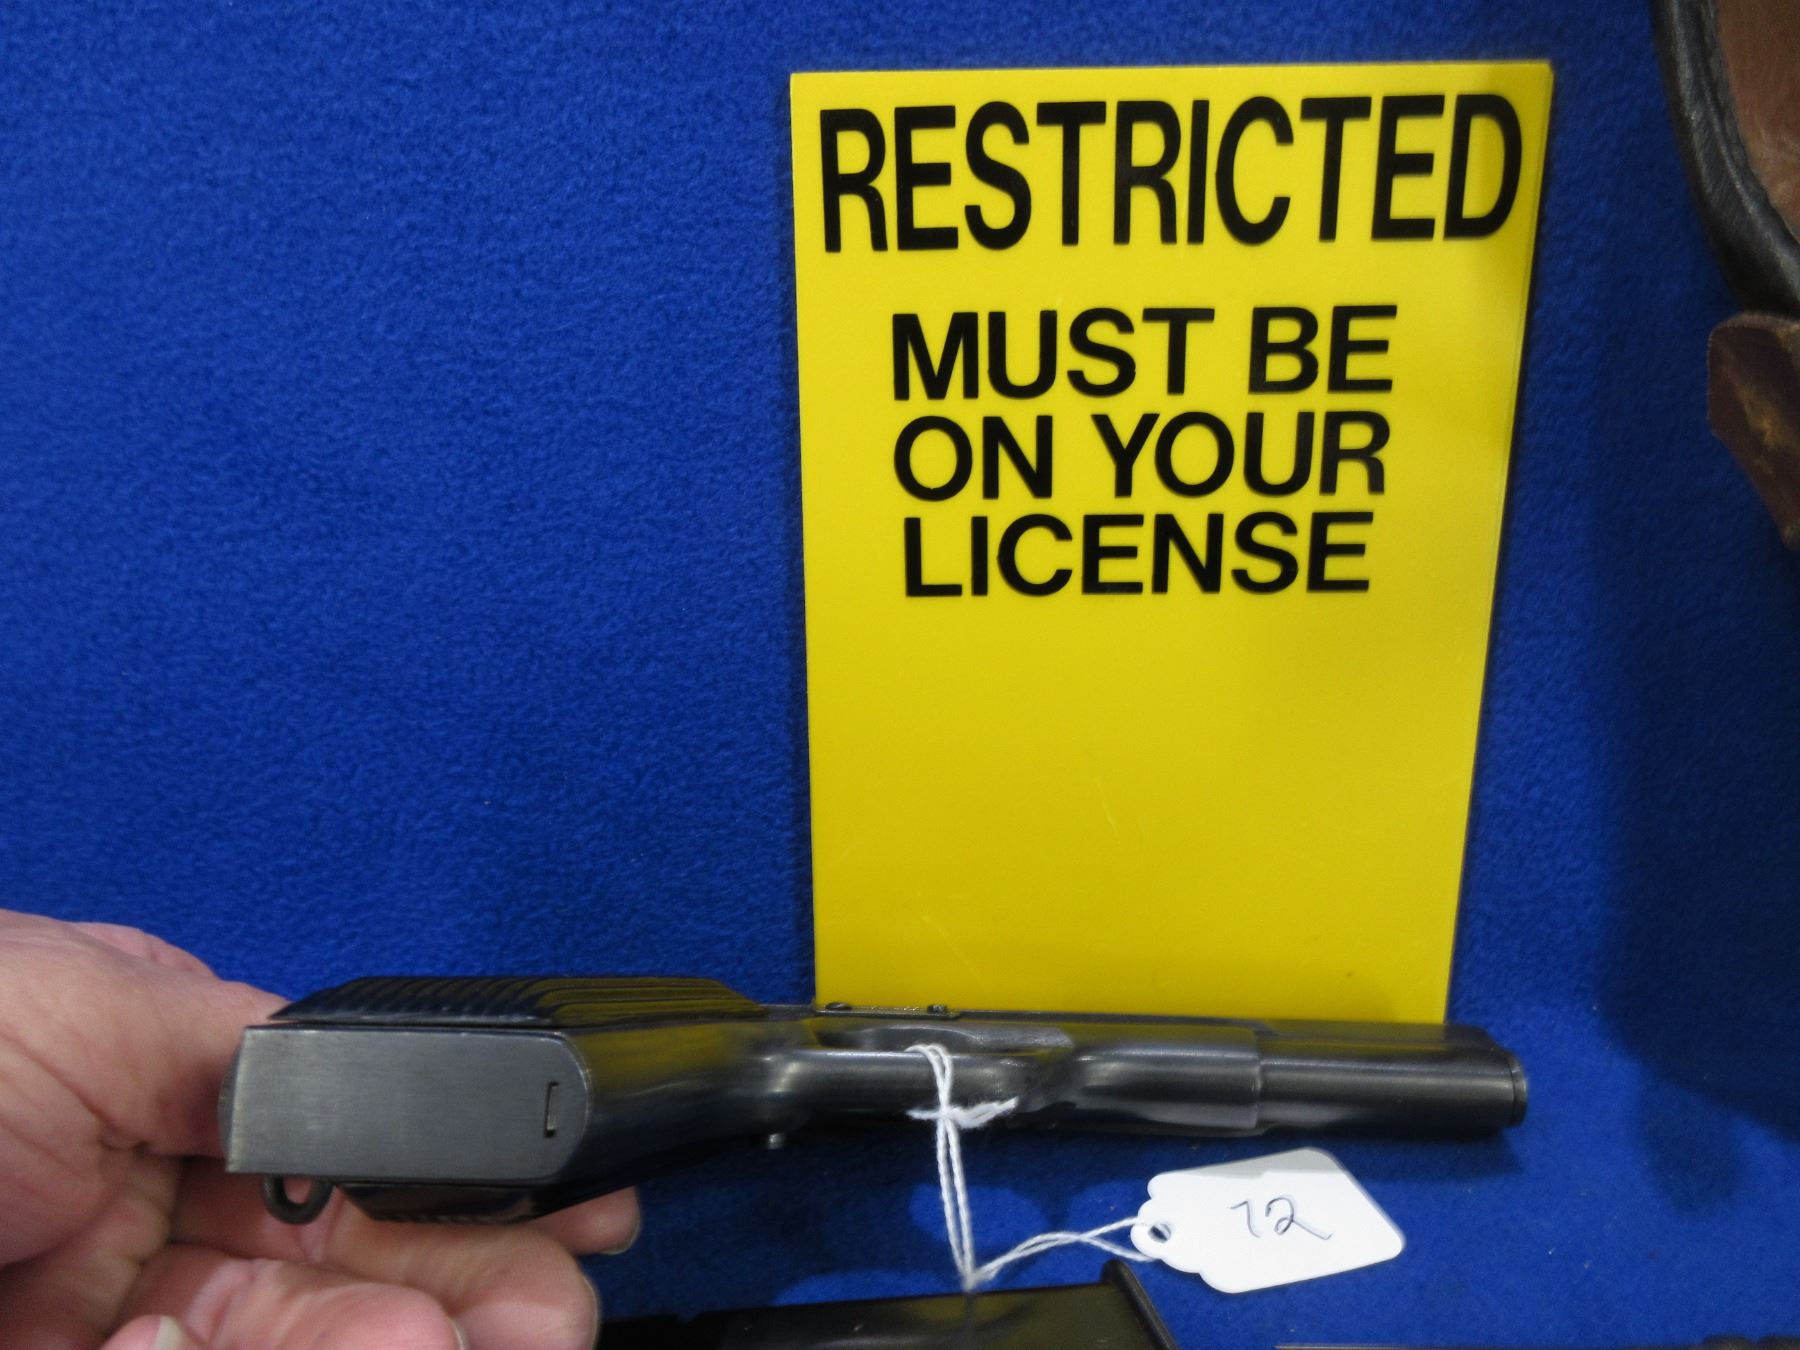 RESTRICTED
MUST BE
ON YOUR
LICENSE
72